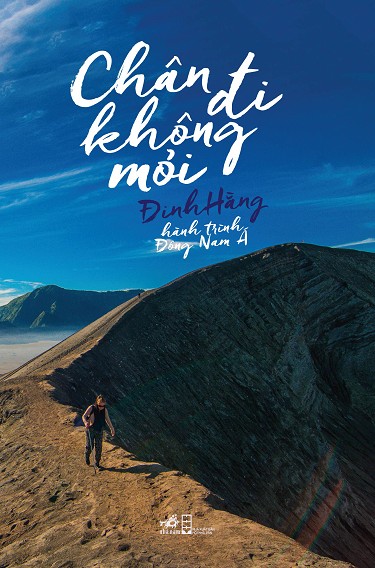 Chân đi
không
mỏi
Đinh Hằng
hành trình
Đông Nam Á